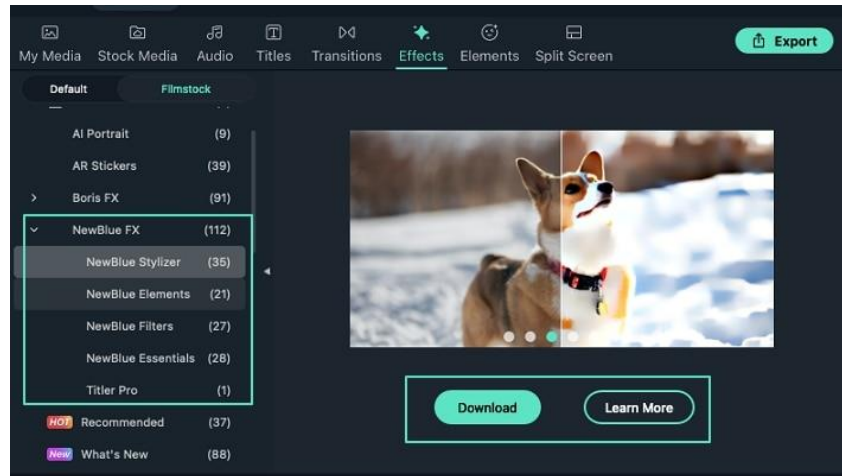 My Media Stock Media Audio Titles Transitions Effects Elements Split Screen Export
Default Filmstock
AI Portrait (9)
AR Stickers (39)
Boris FX (91)
NewBlue FX (112)
NewBlue Stylizer (35)
NewBlue Elements (21)
NewBlue Filters (27)
NewBlue Essentials (28)
Titler Pro (1)
HOT Recommended (37)
New What's New (88)
Download Learn More